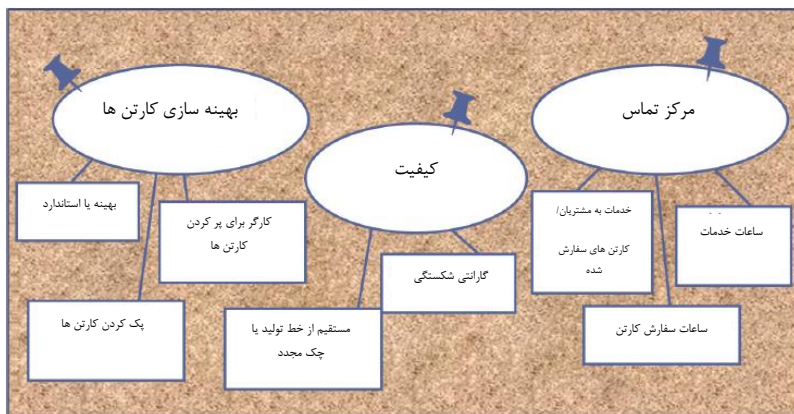 مرکز تماس
خدمات به مشتریان/
کارتن های سفارش
شده
ساعات خدمات
ساعات سفارش کارتن
کیفیت
گارانتی شکستگی
مستقیم از خط تولید یا
چک مجدد
بهینه سازی کارتن ها
بهینه یا استاندارد
کارگر برای پر کردن
کارتن ها
پک کردن کارتن ها